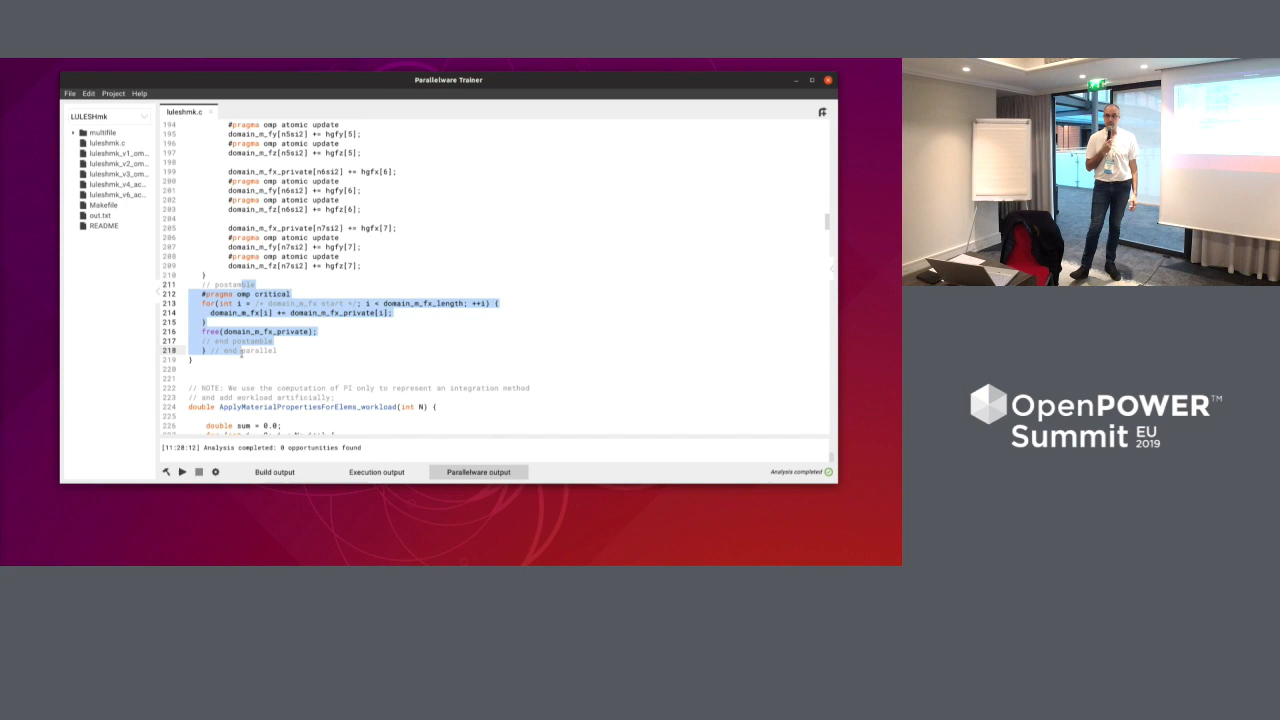 Parallelware Trainer
File Edit Project Help
LULESHmk
multifile
luleshmk.c
luleshmk_v1_om...
luleshmk_v2_om...
luleshmk_v3_om...
luleshmk_v4_ac...
luleshmk_v6_ac...
Makefile
out.txt
README
luleshmk.c
194 #pragma omp atomic update
195 domain_m_fy[n5si2] += hgfy[5];
196 #pragma omp atomic update
197 domain_m_fz[n5si2] += hgfz[5];
198
199 domain_m_fx_private[n6si2] += hgfx[6];
200 #pragma omp atomic update
201 domain_m_fy[n6si2] += hgfy[6];
202 #pragma omp atomic update
203 domain_m_fz[n6si2] += hgfz[6];
204
205 domain_m_fx_private[n7si2] += hgfx[7];
206 #pragma omp atomic update
207 domain_m_fy[n7si2] += hgfy[7];
208 #pragma omp atomic update
209 domain_m_fz[n7si2] += hgfz[7];
210 }
211 // postamble
212 #pragma omp critical
213 for(int i = /* domain_m_fx start */; i < domain_m_fx_length; ++i) {
214 domain_m_fx[i] += domain_m_fx_private[i];
215 }
216 free(domain_m_fx_private);
217 // end postamble
218 } // end parallel
219 }
220
221
222 // NOTE: We use the computation of PI only to represent an integration method
223 // and add workload artificially;
224 double ApplyMaterialPropertiesForElems_workload(int N) {
225
226 double sum = 0.0;
[11:28:12] Analysis completed: 0 opportunities found
Build output Execution output Parallelware output Analysis completed
OpenPOWER™
Summit EU 2019